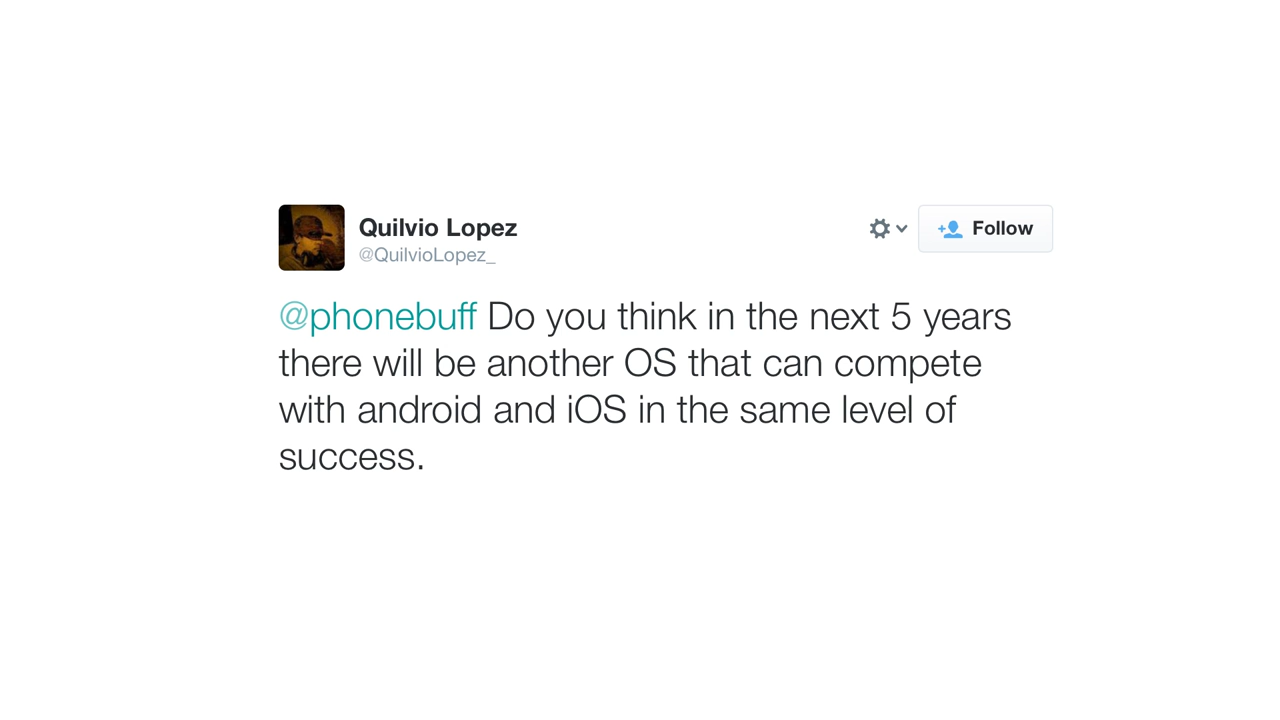 Quilvio Lopez
@QuilvioLopez_
Follow
@phonebuff Do you think in the next 5 years
there will be another OS that can compete
with android and iOS in the same level of
success.